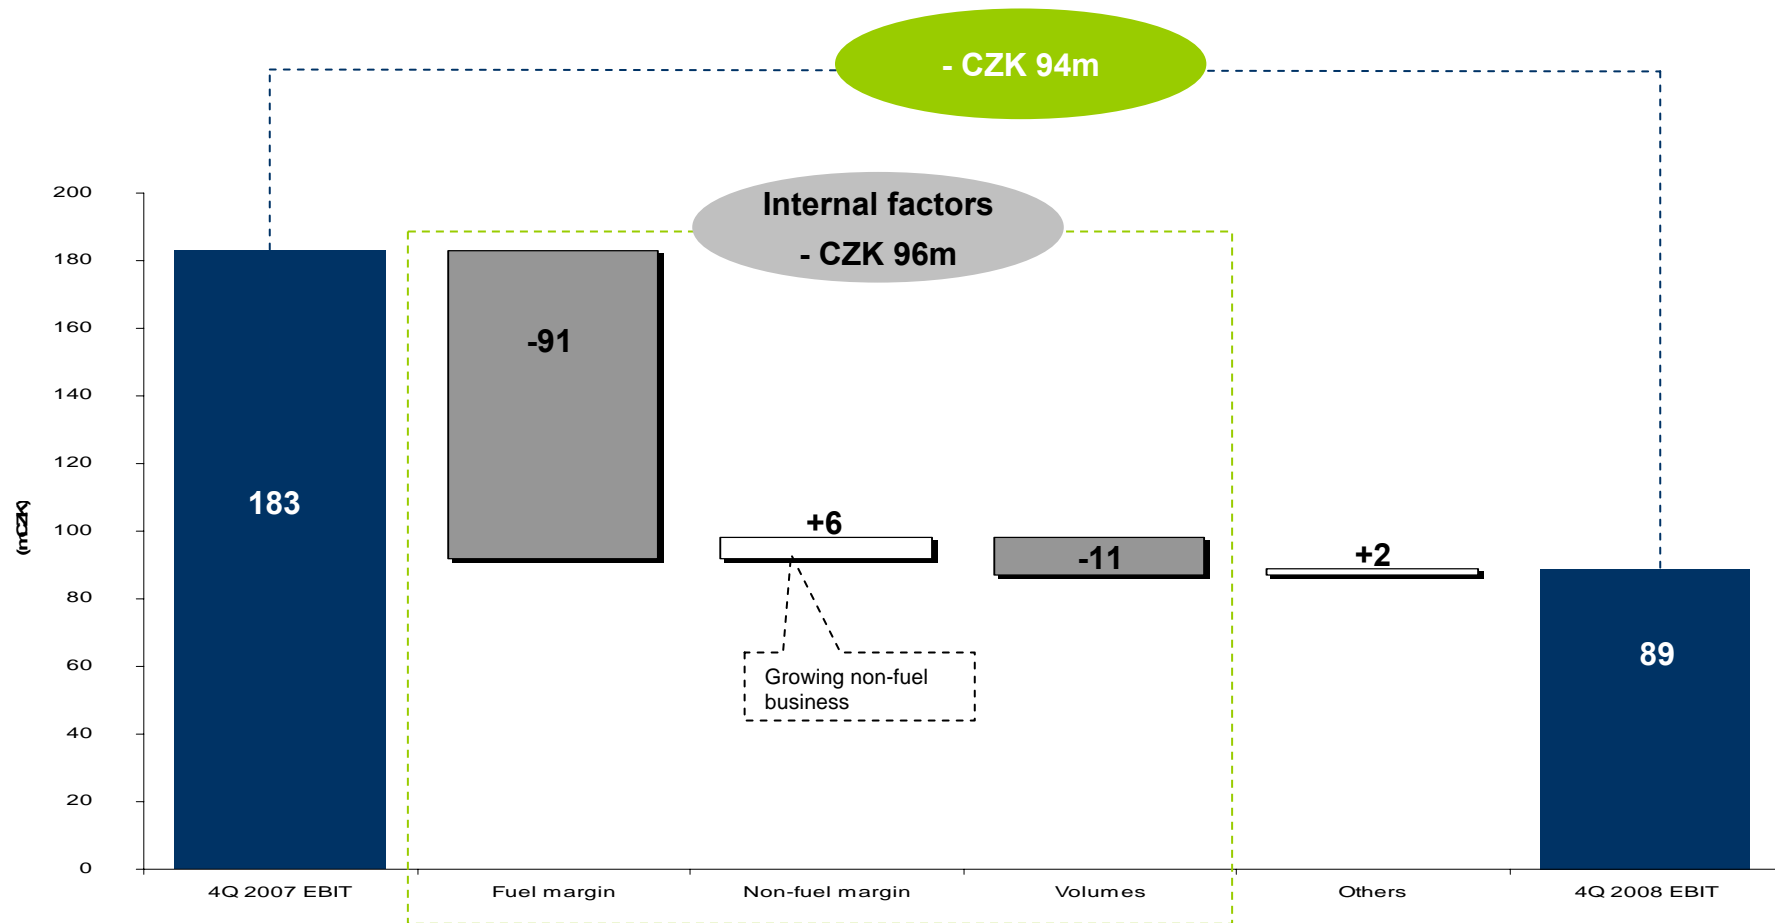 - CZK 94m
Internal factors
- CZK 96m
200
180
160
140
120
100
80
60
40
20
0
(mCZK)
183
-91
+6
-11
+2
89
Growing non-fuel
business
4Q 2007 EBIT
Fuel margin
Non-fuel margin
Volumes
Others
4Q 2008 EBIT